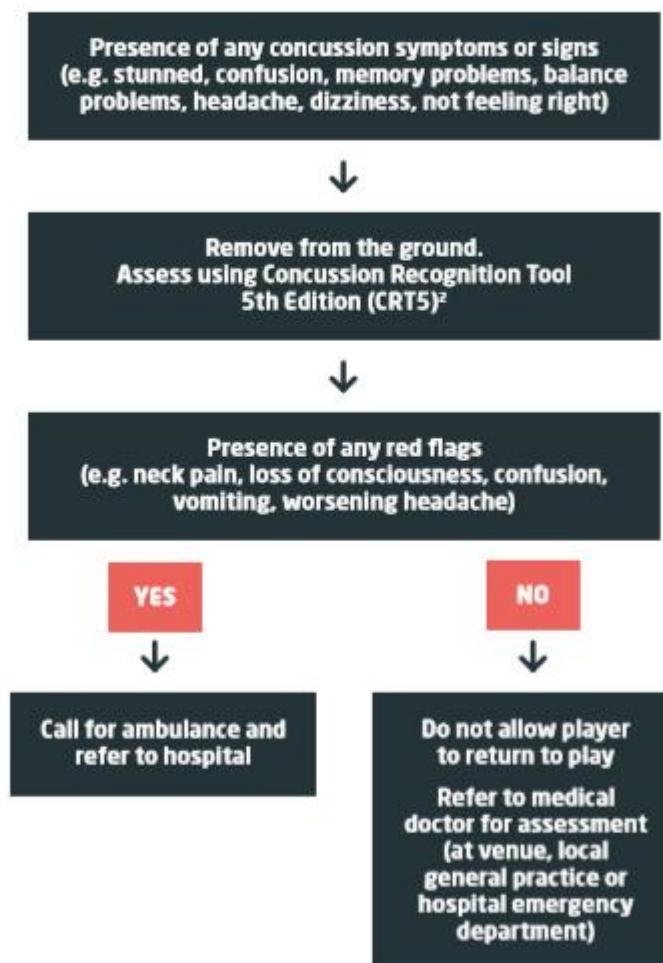 Presence of any concussion symptoms or signs
(e.g. stunned, confusion, memory problems, balance
problems, headache, dizziness, not feeling right)
Remove from the ground.
Assess using Concussion Recognition Tool
5th Edition (CRT5)²
Presence of any red flags
(e.g. neck pain, loss of consciousness, confusion,
vomiting, worsening headache)
YES
NO
Call for ambulance and
refer to hospital
Do not allow player
to return to play
Refer to medical
doctor for assessment
(at venue, local
general practice or
hospital emergency
department)